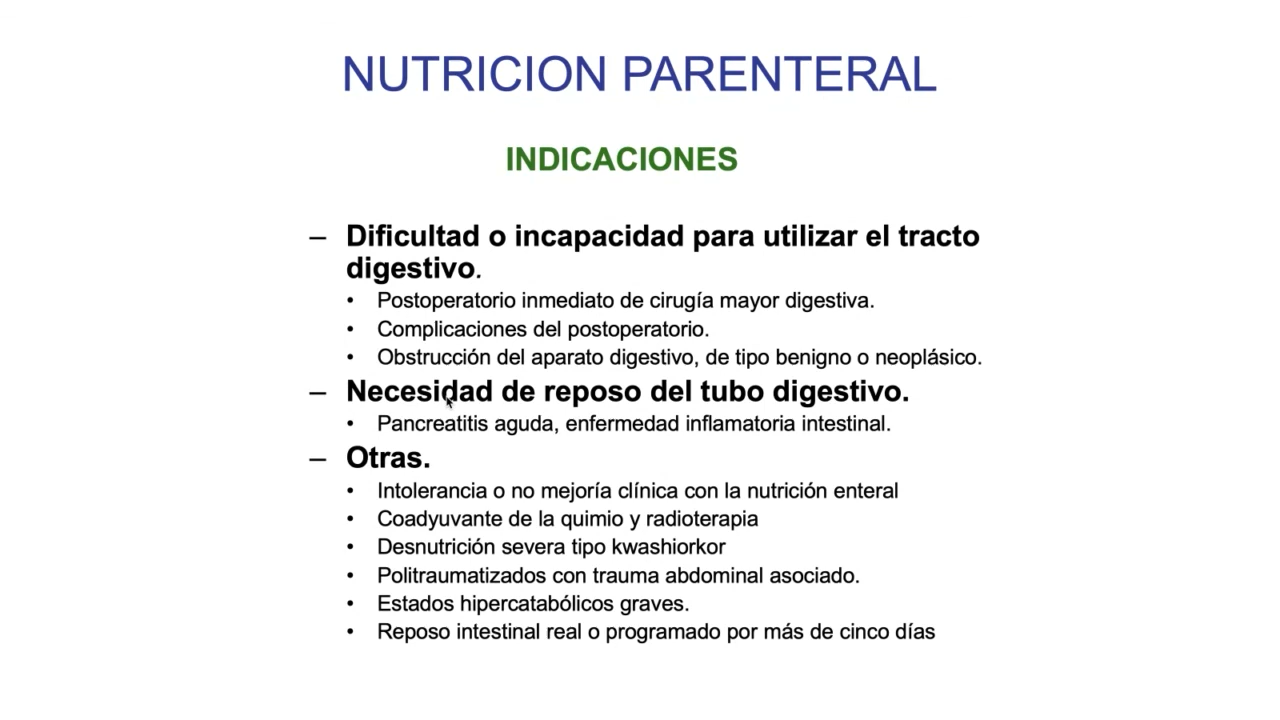 NUTRICION PARENTERAL
INDICACIONES
– Dificultad o incapacidad para utilizar el tracto
digestivo.
• Postoperatorio inmediato de cirugía mayor digestiva.
• Complicaciones del postoperatorio.
• Obstrucción del aparato digestivo, de tipo benigno o neoplásico.
– Necesidad de reposo del tubo digestivo.
• Pancreatitis aguda, enfermedad inflamatoria intestinal.
– Otras.
• Intolerancia o no mejoría clínica con la nutrición enteral
• Coadyuvante de la quimio y radioterapia
• Desnutrición severa tipo kwashiorkor
• Politraumatizados con trauma abdominal asociado.
• Estados hipercatabólicos graves.
• Reposo intestinal real o programado por más de cinco días